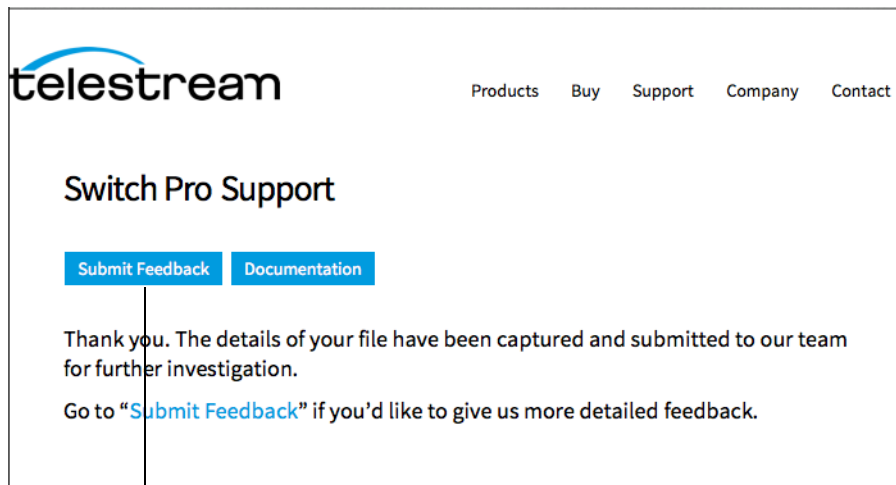 telestream
Products Buy Support Company Contact
Switch Pro Support
Submit Feedback Documentation
Thank you. The details of your file have been captured and submitted to our team
for further investigation.
Go to “Submit Feedback” if you’d like to give us more detailed feedback.